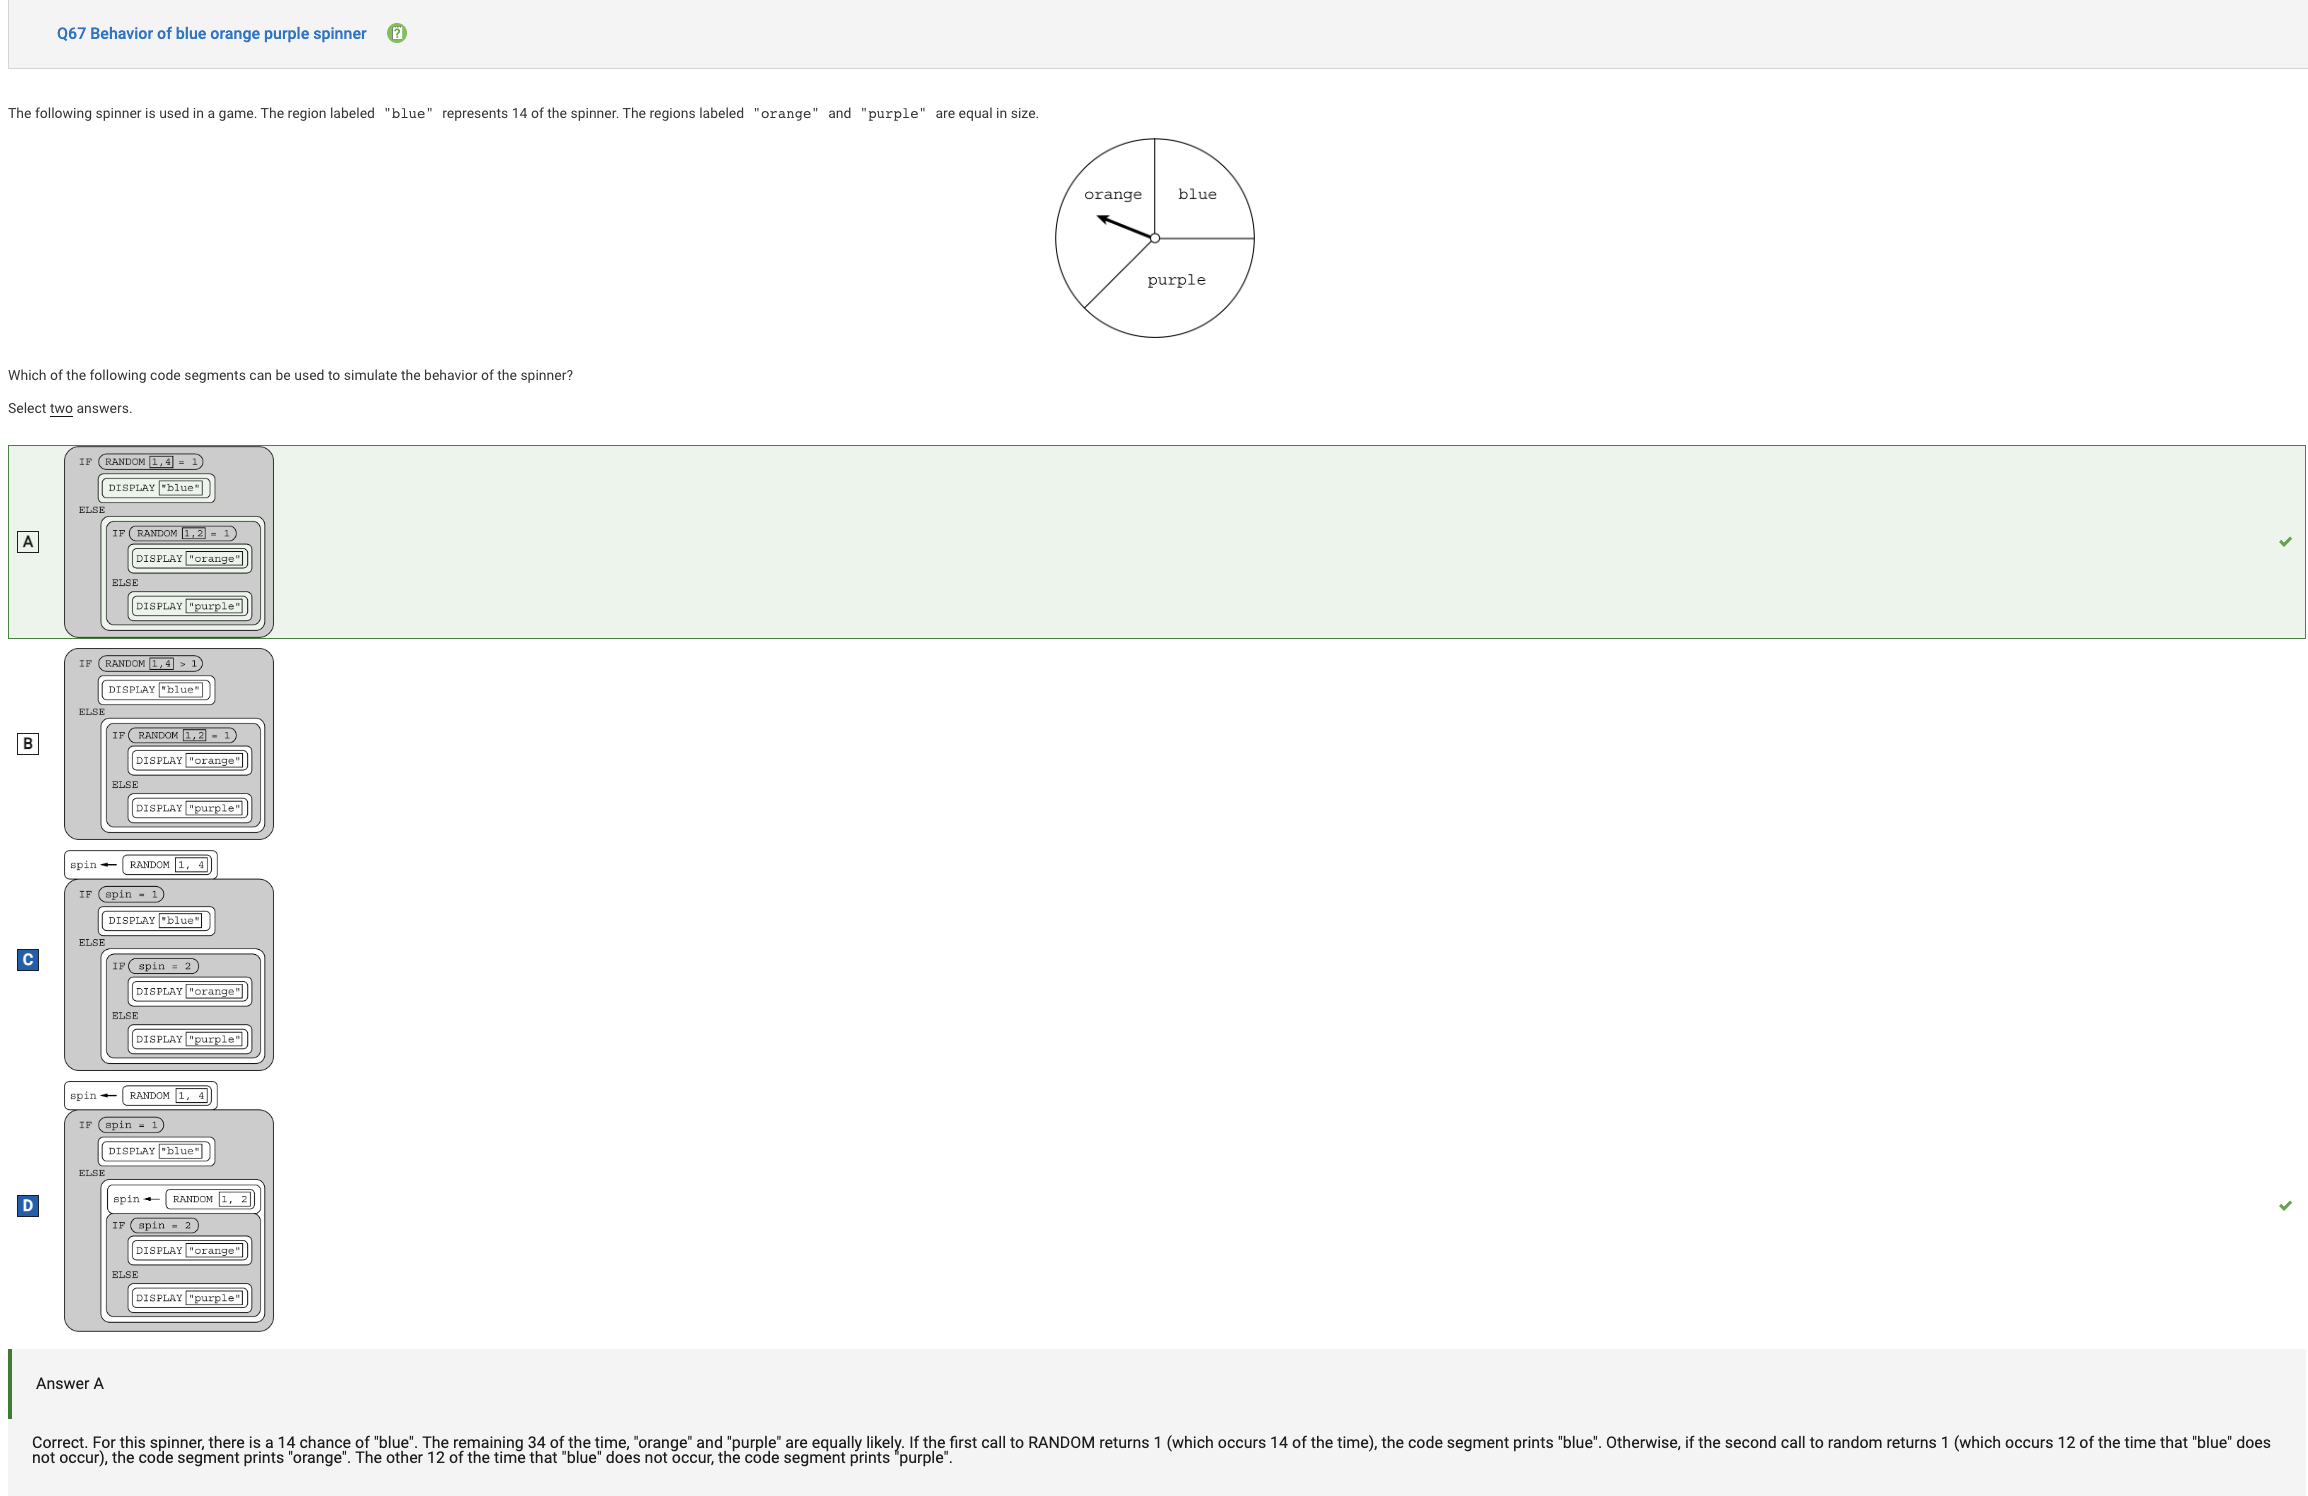 Q67 Behavior of blue orange purple spinner
The following spinner is used in a game. The region labeled "blue" represents 14 of the spinner. The regions labeled "orange" and "purple" are equal in size.
orange blue
purple
Which of the following code segments can be used to simulate the behavior of the spinner?
Select two answers.
A
IF RANDOM 1,4 = 1
DISPLAY "blue"
ELSE
IF RANDOM 1,2 = 1
DISPLAY "orange"
ELSE
DISPLAY "purple"
B
IF RANDOM 1,4 > 1
DISPLAY "blue"
ELSE
IF RANDOM 1,2 = 1
DISPLAY "orange"
ELSE
DISPLAY "purple"
C
spin ← RANDOM 1, 4
IF spin = 1
DISPLAY "blue"
ELSE
IF spin = 2
DISPLAY "orange"
ELSE
DISPLAY "purple"
D
spin ← RANDOM 1, 4
IF spin = 1
DISPLAY "blue"
ELSE
spin ← RANDOM 1, 2
IF spin = 2
DISPLAY "orange"
ELSE
DISPLAY "purple"
Answer A
Correct. For this spinner, there is a 14 chance of "blue". The remaining 34 of the time, "orange" and "purple" are equally likely. If the first call to RANDOM returns 1 (which occurs 14 of the time), the code segment prints "blue". Otherwise, if the second call to random returns 1 (which occurs 12 of the time that "blue" does
not occur), the code segment prints "orange". The other 12 of the time that "blue" does not occur, the code segment prints "purple".